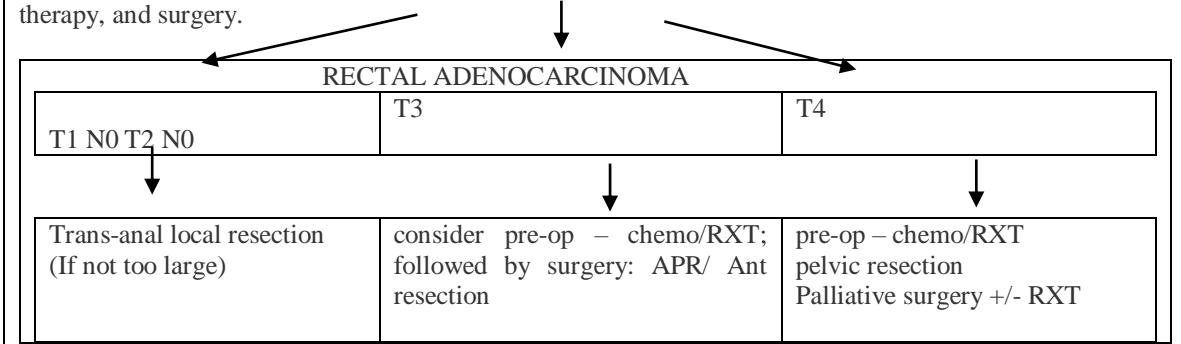 therapy, and surgery.
RECTAL ADENOCARCINOMA
T1 N0 T2 N0
T3
T4
Trans-anal local resection
(If not too large)
consider pre-op – chemo/RXT;
followed by surgery: APR/ Ant
resection
pre-op – chemo/RXT
pelvic resection
Palliative surgery +/- RXT